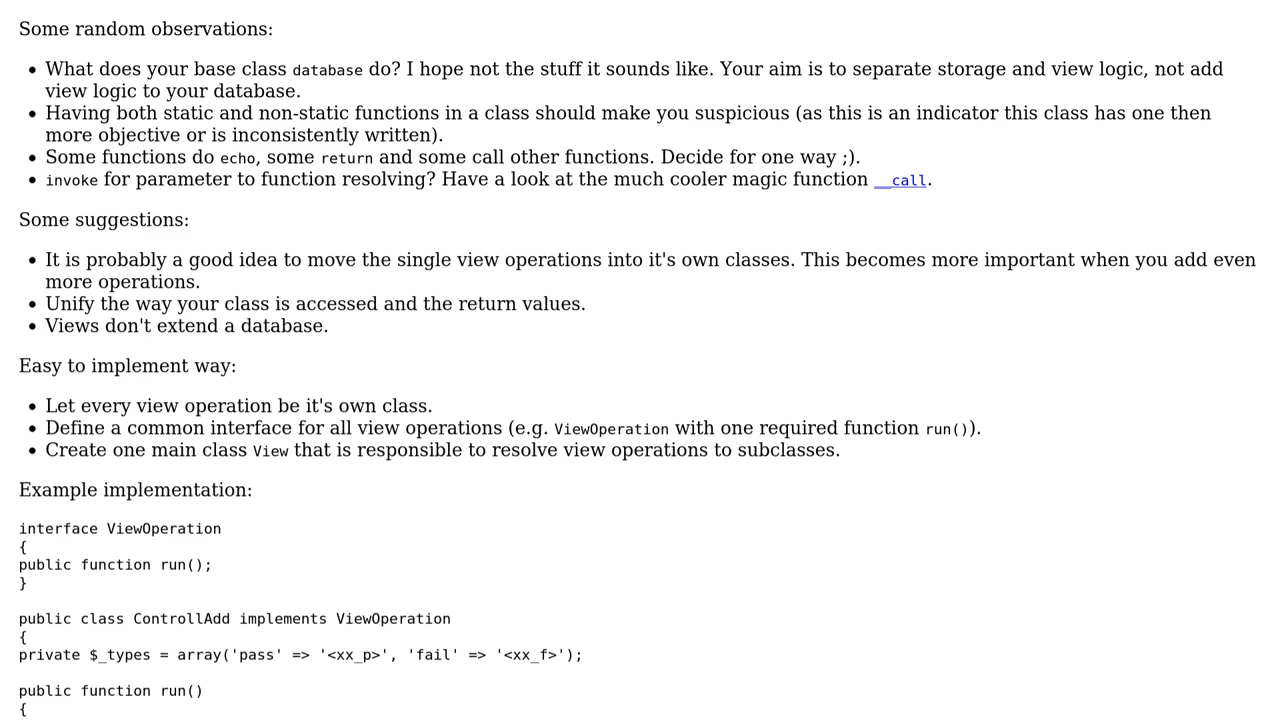 Some random observations:
• What does your base class database do? I hope not the stuff it sounds like. Your aim is to separate storage and view logic, not add
view logic to your database.
• Having both static and non-static functions in a class should make you suspicious (as this is an indicator this class has one then
more objective or is inconsistently written).
• Some functions do echo, some return and some call other functions. Decide for one way ;).
• invoke for parameter to function resolving? Have a look at the much cooler magic function __call.
Some suggestions:
• It is probably a good idea to move the single view operations into it's own classes. This becomes more important when you add even
more operations.
• Unify the way your class is accessed and the return values.
• Views don't extend a database.
Easy to implement way:
• Let every view operation be it's own class.
• Define a common interface for all view operations (e.g. ViewOperation with one required function run()).
• Create one main class View that is responsible to resolve view operations to subclasses.
Example implementation:
interface ViewOperation
{
public function run();
}
public class ControllAdd implements ViewOperation
{
private $_types = array('pass' => '<xx_p>', 'fail' => '<xx_f>');
public function run()
{